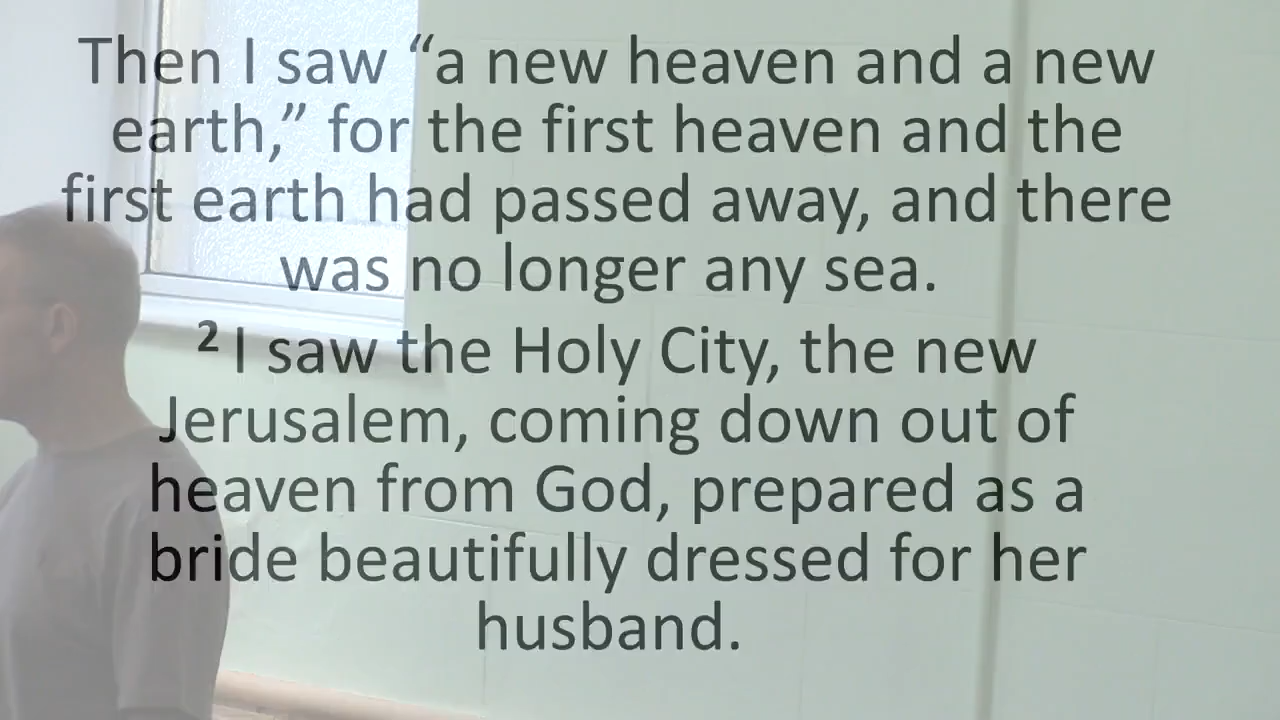 Then I saw “a new heaven and a new
earth,” for the first heaven and the
first earth had passed away, and there
was no longer any sea.
² I saw the Holy City, the new
Jerusalem, coming down out of
heaven from God, prepared as a
bride beautifully dressed for her
husband.